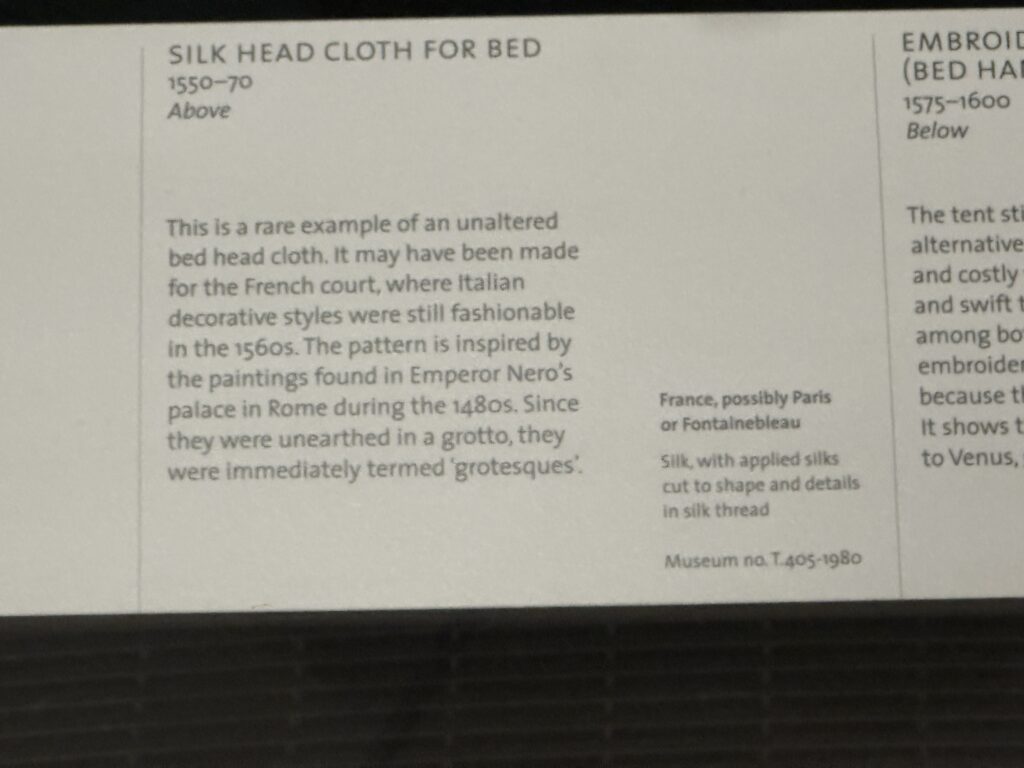 SILK HEAD CLOTH FOR BED
1550–70
Above
This is a rare example of an unaltered
bed head cloth. It may have been made
for the French court, where Italian
decorative styles were still fashionable
in the 1560s. The pattern is inspired by
the paintings found in Emperor Nero's
palace in Rome during the 1480s. Since
they were unearthed in a grotto, they
were immediately termed ‘grotesques’.
France, possibly Paris
or Fontainebleau
Silk, with applied silks
cut to shape and details
in silk thread
Museum no. T.405-1980
(BED
1575–1600
Below
The tent
alternative
and costly
and swift
among
because
It shows
to Venus,